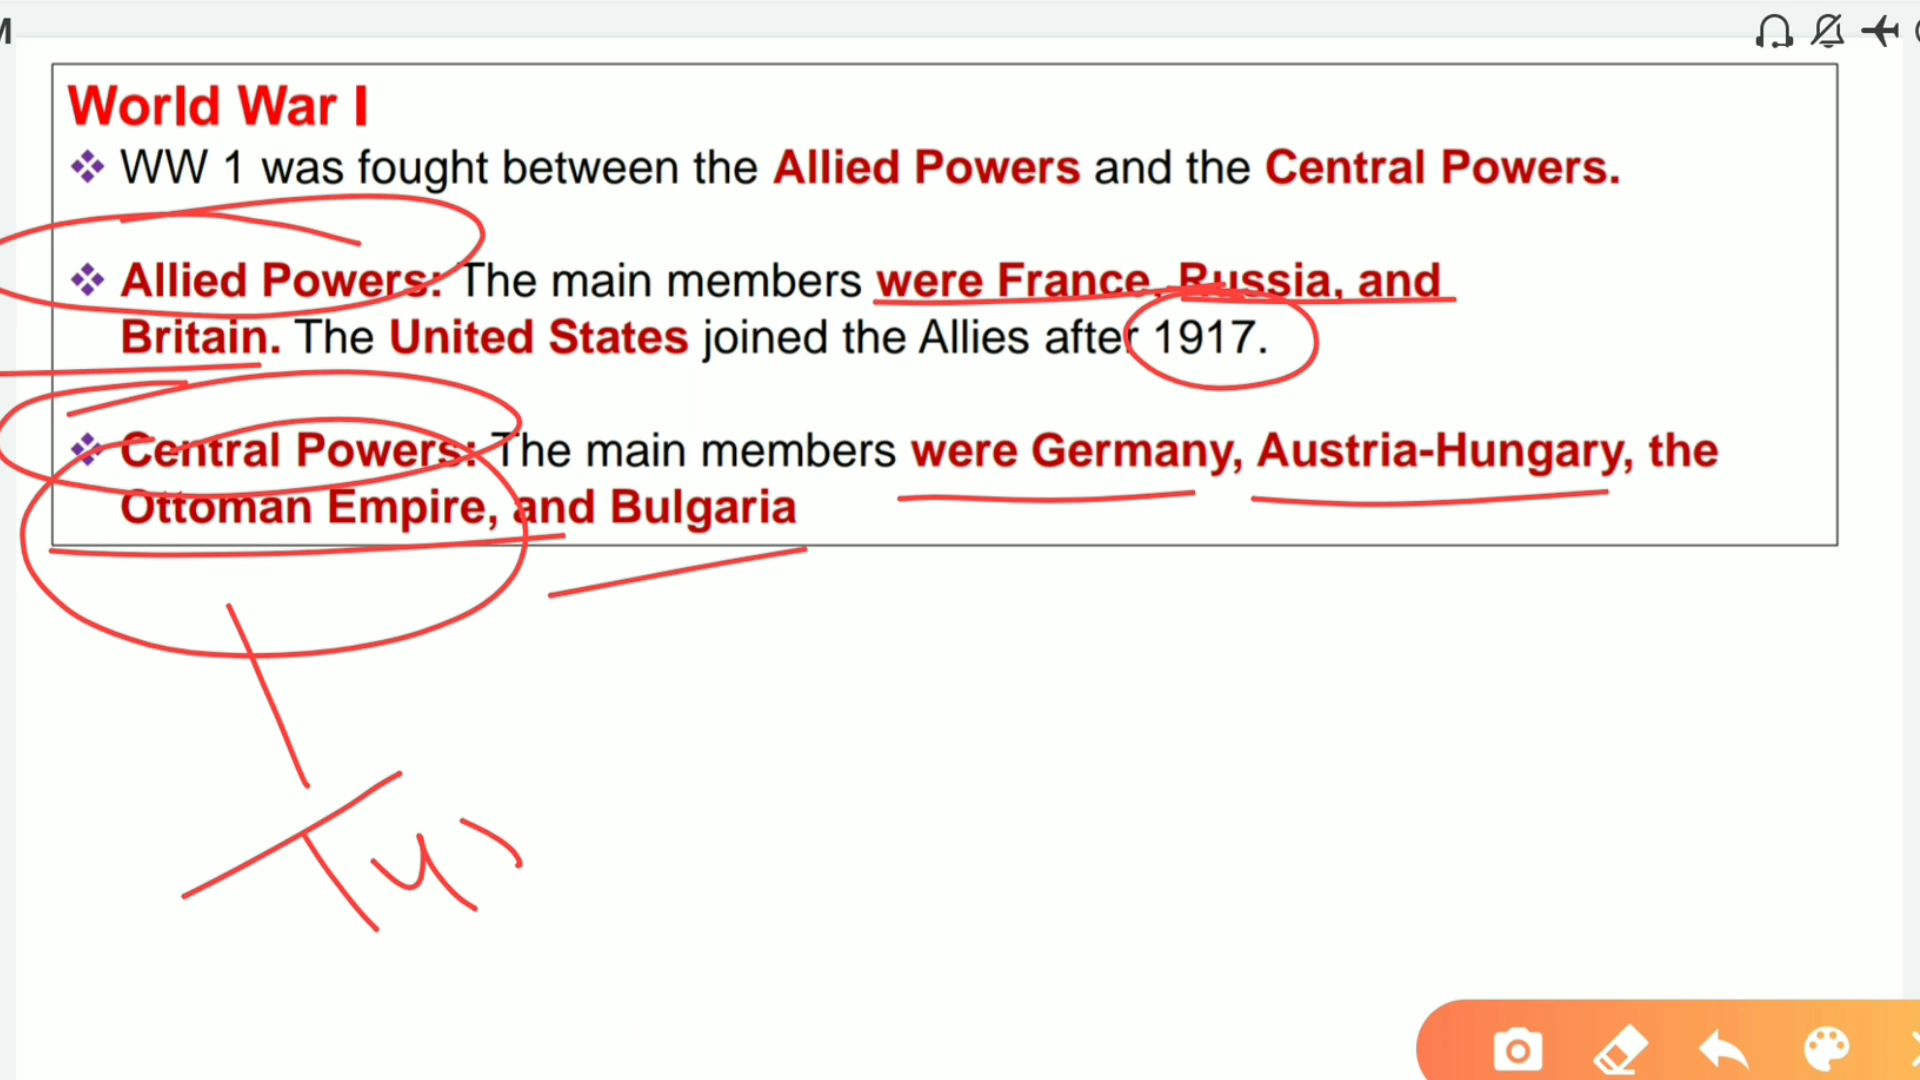 World War I
WW 1 was fought between the Allied Powers and the Central Powers.
Allied Powers: The main members were France, Russia, and
Britain. The United States joined the Allies after 1917.
Central Powers: The main members were Germany, Austria-Hungary, the
Ottoman Empire, and Bulgaria